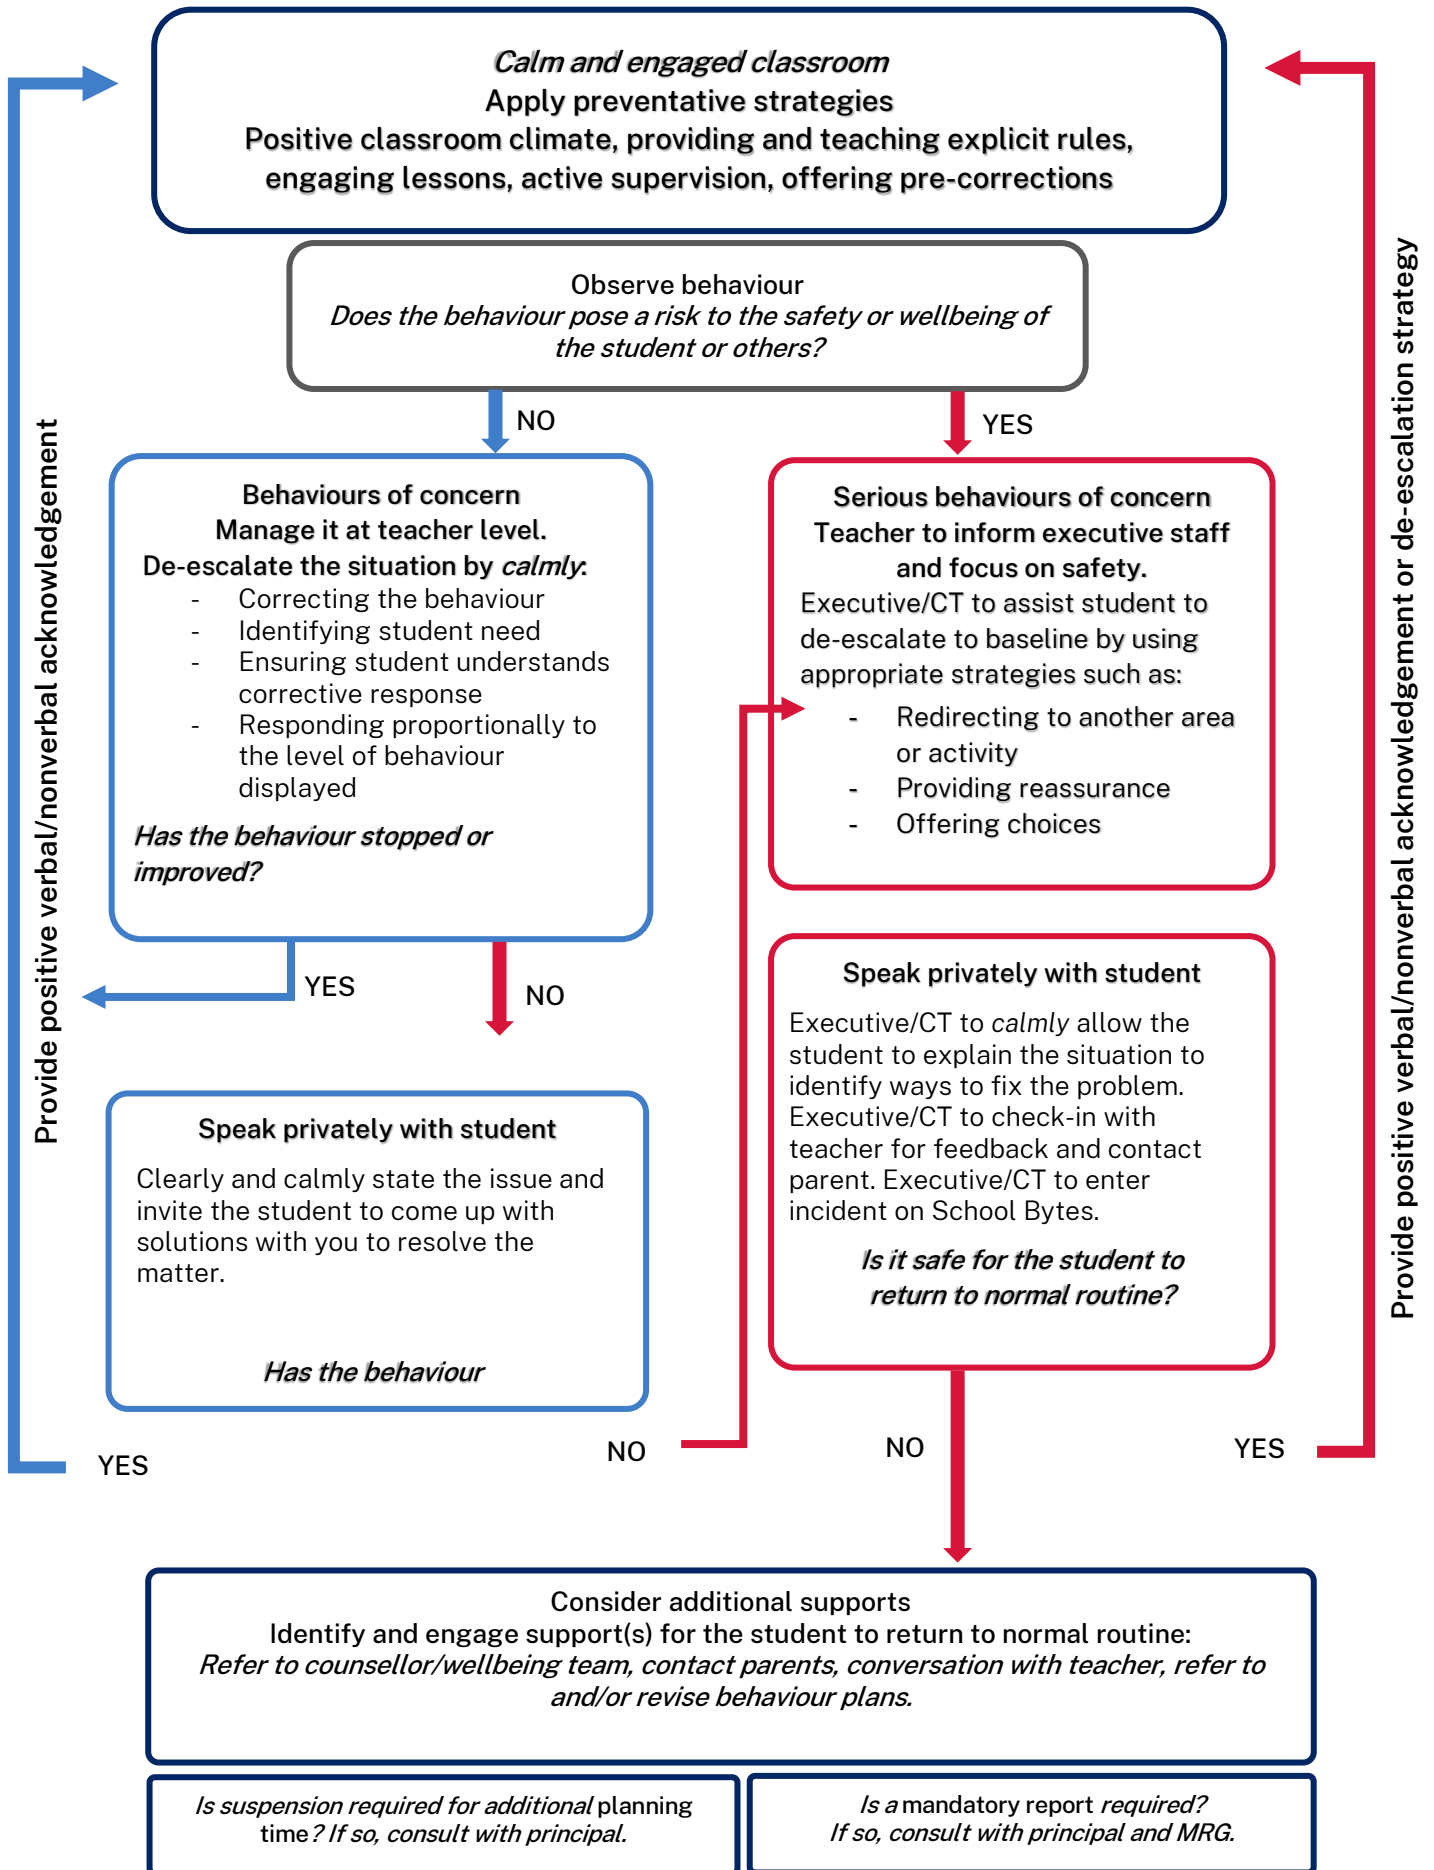 Calm and engaged classroom
Apply preventative strategies
Positive classroom climate, providing and teaching explicit rules,
engaging lessons, active supervision, offering pre-corrections
Observe behaviour
Does the behaviour pose a risk to the safety or wellbeing of
the student or others?
NO
YES
Behaviours of concern
Manage it at teacher level.
De-escalate the situation by calmly:
- Correcting the behaviour
- Identifying student need
- Ensuring student understands
corrective response
- Responding proportionally to
the level of behaviour
displayed
Has the behaviour stopped or
improved?
YES
NO
Speak privately with student
Clearly and calmly state the issue and
invite the student to come up with
solutions with you to resolve the
matter.
Has the behaviour
YES
NO
Provide positive verbal/nonverbal acknowledgement
Serious behaviours of concern
Teacher to inform executive staff
and focus on safety.
Executive/CT to assist student to
de-escalate to baseline by using
appropriate strategies such as:
- Redirecting to another area
or activity
- Providing reassurance
- Offering choices
Speak privately with student
Executive/CT to calmly allow the
student to explain the situation to
identify ways to fix the problem.
Executive/CT to check-in with
teacher for feedback and contact
parent. Executive/CT to enter
incident on School Bytes.
Is it safe for the student to
return to normal routine?
NO
YES
Provide positive verbal/nonverbal acknowledgement or de-escalation strategy
Consider additional supports
Identify and engage support(s) for the student to return to normal routine:
Refer to counsellor/wellbeing team, contact parents, conversation with teacher, refer to
and/or revise behaviour plans.
Is suspension required for additional planning
time? If so, consult with principal.
Is a mandatory report required?
If so, consult with principal and MRG.